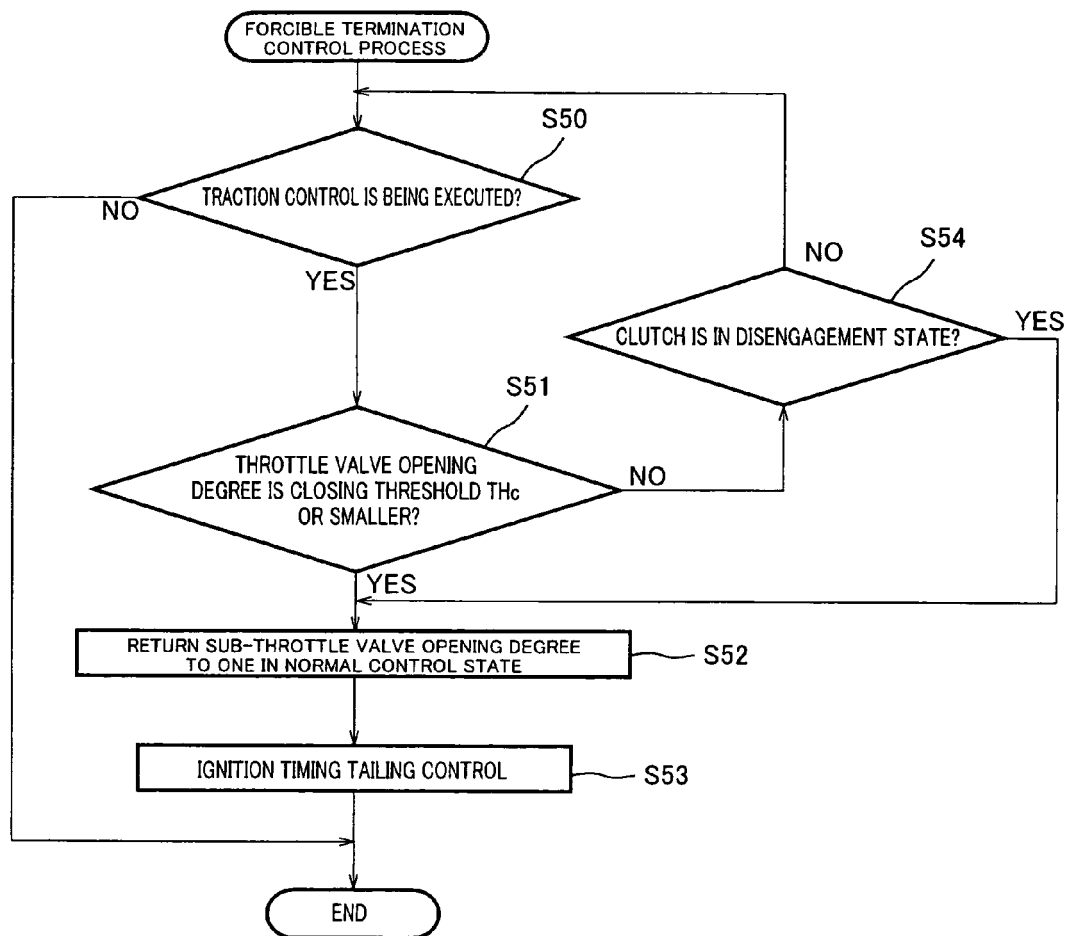 FORCIBLE TERMINATION
CONTROL PROCESS
S50
TRACTION CONTROL IS BEING EXECUTED?
NO
YES
S54
NO
CLUTCH IS IN DISENGAGEMENT STATE?
YES
S51
THROTTLE VALVE OPENING
DEGREE IS CLOSING THRESHOLD THc
OR SMALLER?
NO
YES
RETURN SUB-THROTTLE VALVE OPENING DEGREE
TO ONE IN NORMAL CONTROL STATE
S52
IGNITION TIMING TAILING CONTROL
S53
END